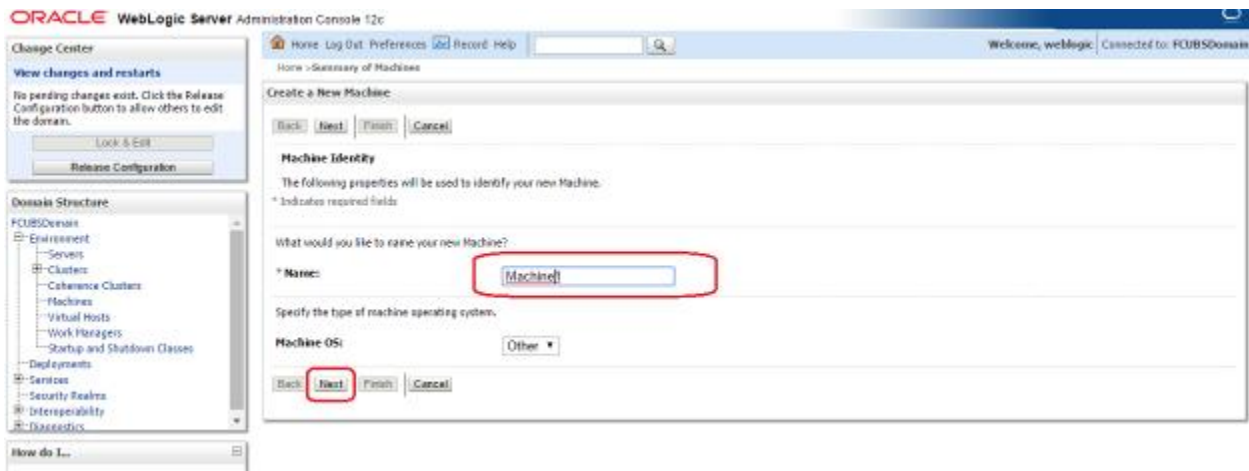 ORACLE WebLogic Server Administration Console 12c
Change Center
View changes and restarts
No pending changes exist. Click the Release
Configuration button to allow others to edit
the domain.
Lock & Edit
Release Configuration
Domain Structure
FCUBSDomain
Environment
Servers
Clusters
Coherence Clusters
Machines
Virtual Hosts
Work Managers
Startup and Shutdown Classes
Deployments
Services
Security Realms
Interoperability
Diagnostics
How do I...
Home Log Out Preferences Record Help
Welcome, weblogic Connected to: FCUBSDomain
Home >Summary of Machines
Create a New Machine
Back Next Finish Cancel
Machine Identity
The following properties will be used to identify your new Machine.
* Indicates required fields
What would you like to name your new Machine?
* Name: Machine1
Specify the type of machine operating system.
Machine OS: Other
Back Next Finish Cancel